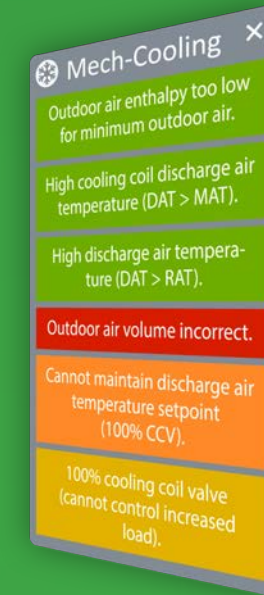 Mech-Cooling ×
Outdoor air enthalpy too low
for minimum outdoor air.
High cooling coil discharge air
temperature (DAT > MAT).
High discharge air tempera-
ture (DAT > RAT).
Outdoor air volume incorrect.
Cannot maintain discharge air
temperature setpoint
(100% CCV).
100% cooling coil valve
(cannot control increased
load).